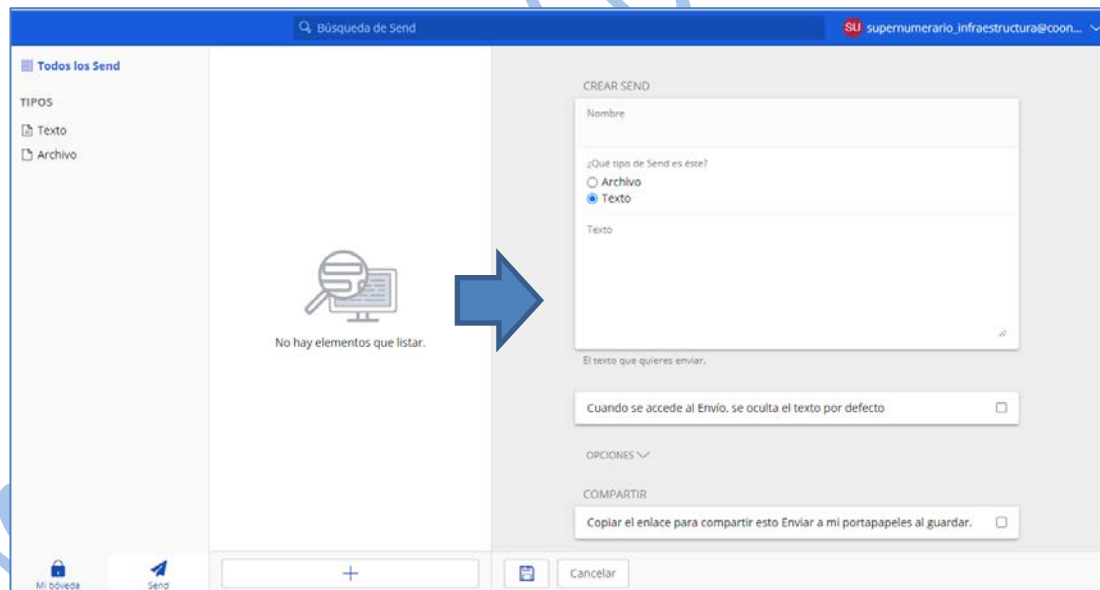 Búsqueda de Send
SU supernumerario_infraestructura@coon...
Todos los Send
TIPOS
Texto
Archivo
No hay elementos que listar.
CREAR SEND
Nombre
¿Qué tipo de Send es éste?
Archivo
Texto
Texto
El texto que quieres enviar.
Cuando se accede al Envío, se oculta el texto por defecto
OPCIONES
COMPARTIR
Copiar el enlace para compartir esto Enviar a mi portapapeles al guardar.
Mi bóveda
Send
Cancelar